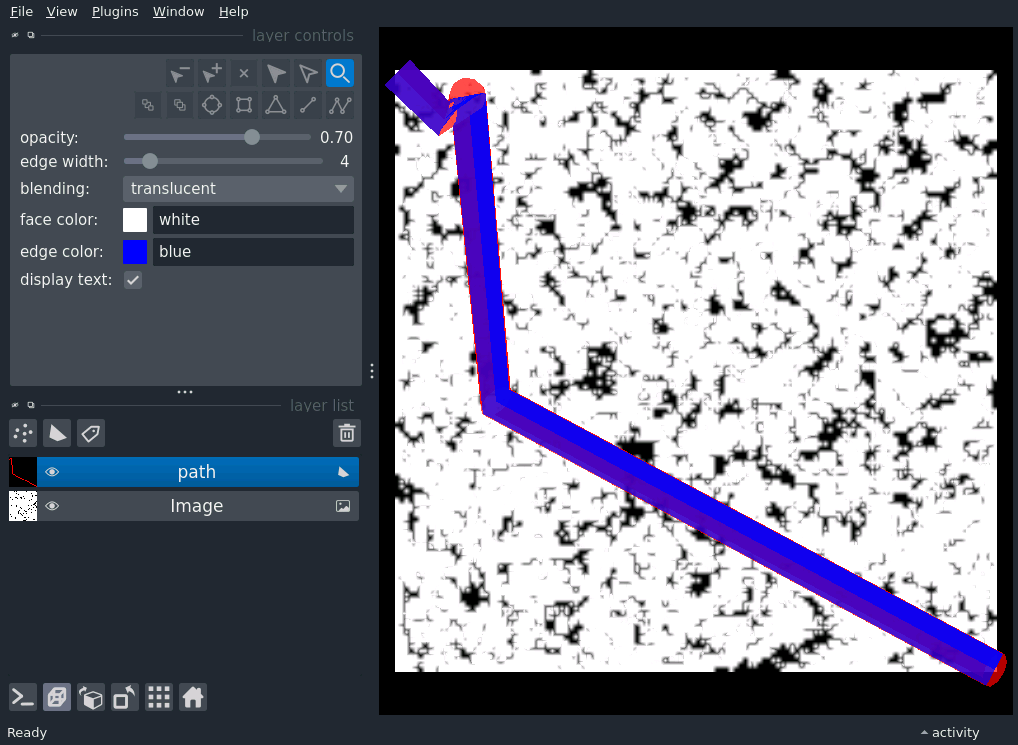 File View Plugins Window Help
layer controls
opacity: 0.70
edge width: 4
blending: translucent
face color: white
edge color: blue
display text:
layer list
path
Image
Ready
activity